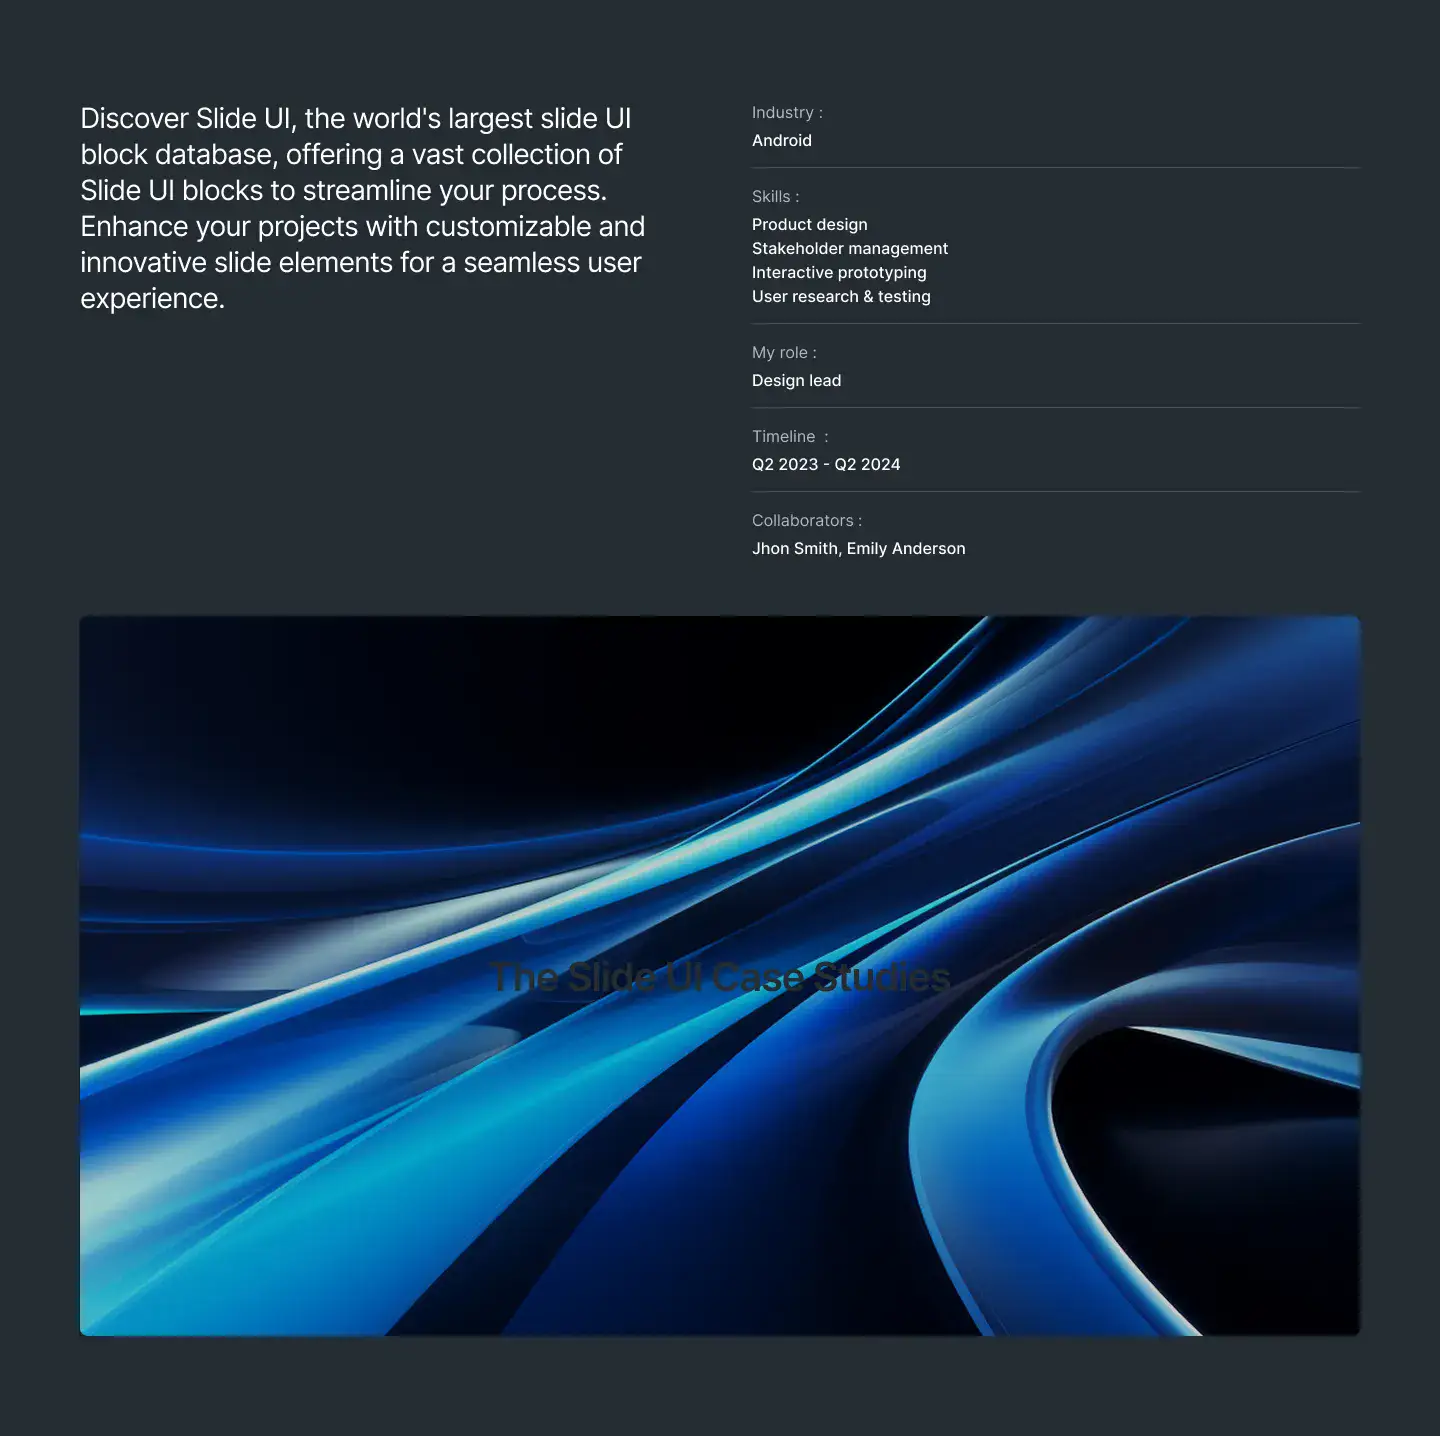 Discover Slide UI, the world's largest slide UI
block database, offering a vast collection of
Slide UI blocks to streamline your process.
Enhance your projects with customizable and
innovative slide elements for a seamless user
experience.
Industry :
Android
Skills :
Product design
Stakeholder management
Interactive prototyping
User research & testing
My role :
Design lead
Timeline  :
Q2 2023 - Q2 2024
Collaborators :
Jhon Smith, Emily Anderson
The Slide UI Case Studies